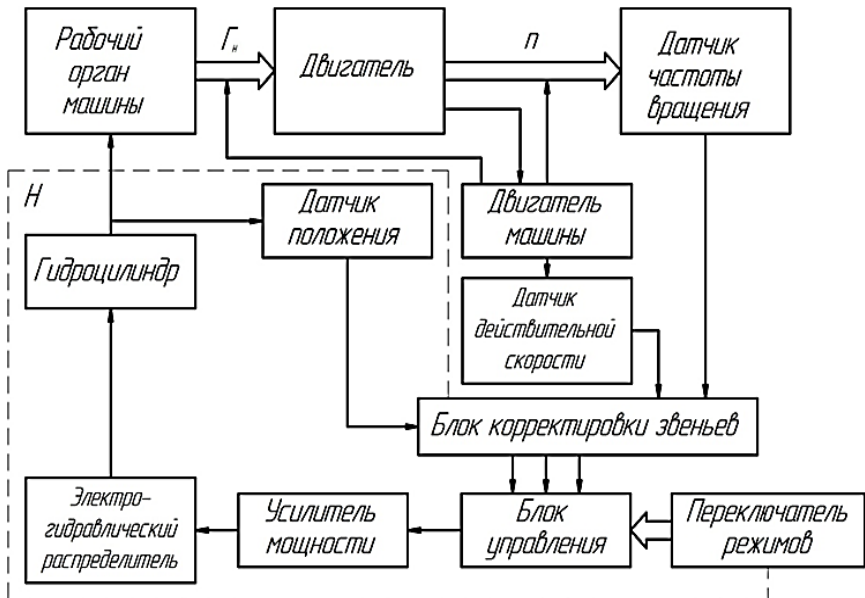 Рабочий
орган
машины
Гн
Двигатель
п
Датчик
частоты
вращения
Н
Датчик
положения
Двигатель
машины
Гидроцилиндр
Датчик
действительной
скорости
Блок корректировки звеньев
Электро-
гидравлический
распределитель
Усилитель
мощности
Блок
управления
Переключатель
режимов